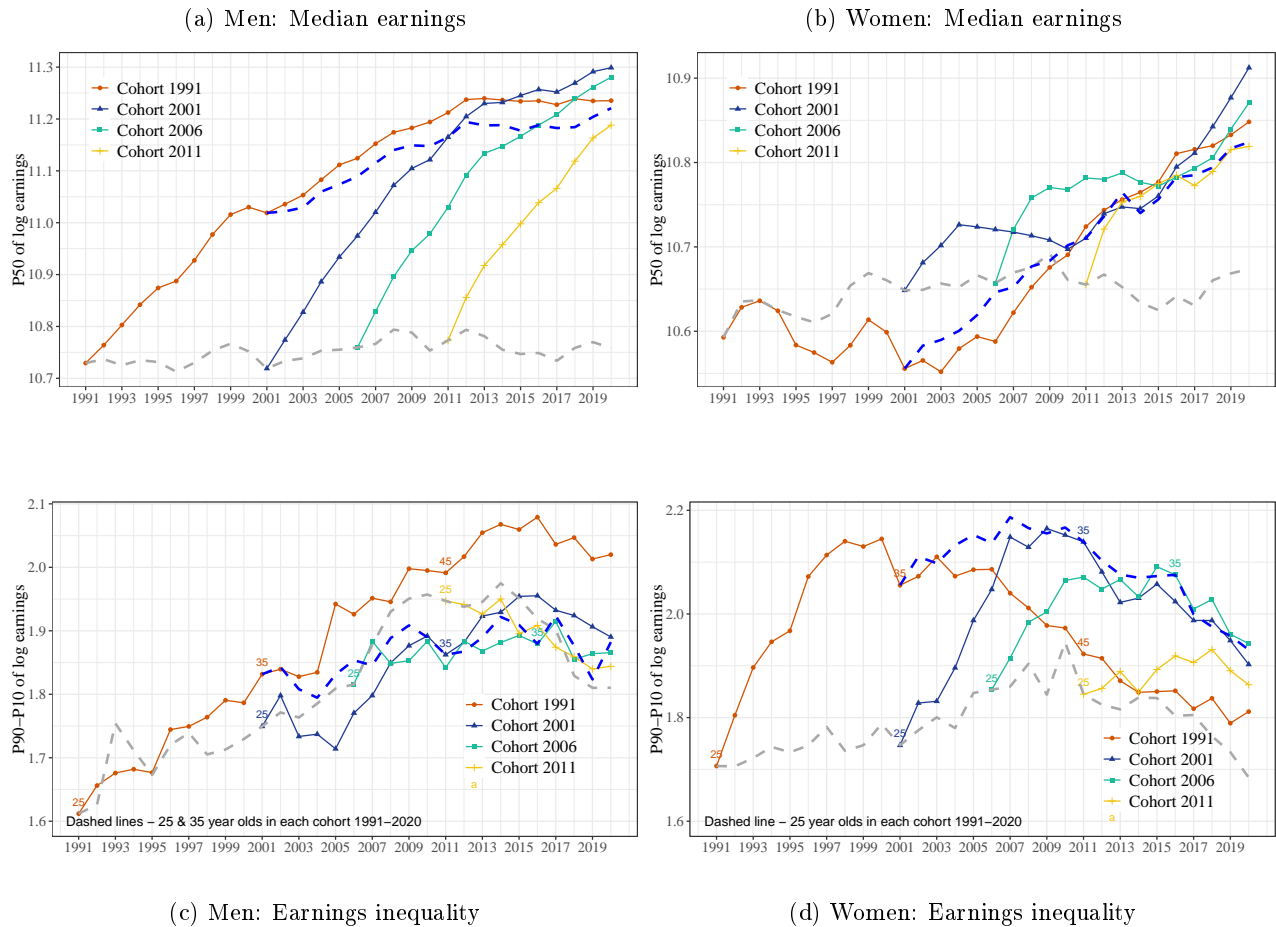 (a) Men: Median earnings
(b) Women: Median earnings
P50 of log earnings
11.3
11.2
11.1
11.0
10.9
10.8
10.7
Cohort 1991
Cohort 2001
Cohort 2006
Cohort 2011
1991 1993 1995 1997 1999 2001 2003 2005 2007 2009 2011 2013 2015 2017 2019
P50 of log earnings
10.9
10.8
10.7
10.6
Cohort 1991
Cohort 2001
Cohort 2006
Cohort 2011
1991 1993 1995 1997 1999 2001 2003 2005 2007 2009 2011 2013 2015 2017 2019
P90–P10 of log earnings
2.1
2.0
1.9
1.8
1.7
1.6
25
35
45
25
35
25
35
25
Cohort 1991
Cohort 2001
Cohort 2006
Cohort 2011
a
Dashed lines – 25 & 35 year olds in each cohort 1991–2020
1991 1993 1995 1997 1999 2001 2003 2005 2007 2009 2011 2013 2015 2017 2019
P90–P10 of log earnings
2.2
2.0
1.8
1.6
25
35
45
25
35
25
35
25
Cohort 1991
Cohort 2001
Cohort 2006
Cohort 2011
a
Dashed line – 25 year olds in each cohort 1991–2020
1991 1993 1995 1997 1999 2001 2003 2005 2007 2009 2011 2013 2015 2017 2019
(c) Men: Earnings inequality
(d) Women: Earnings inequality